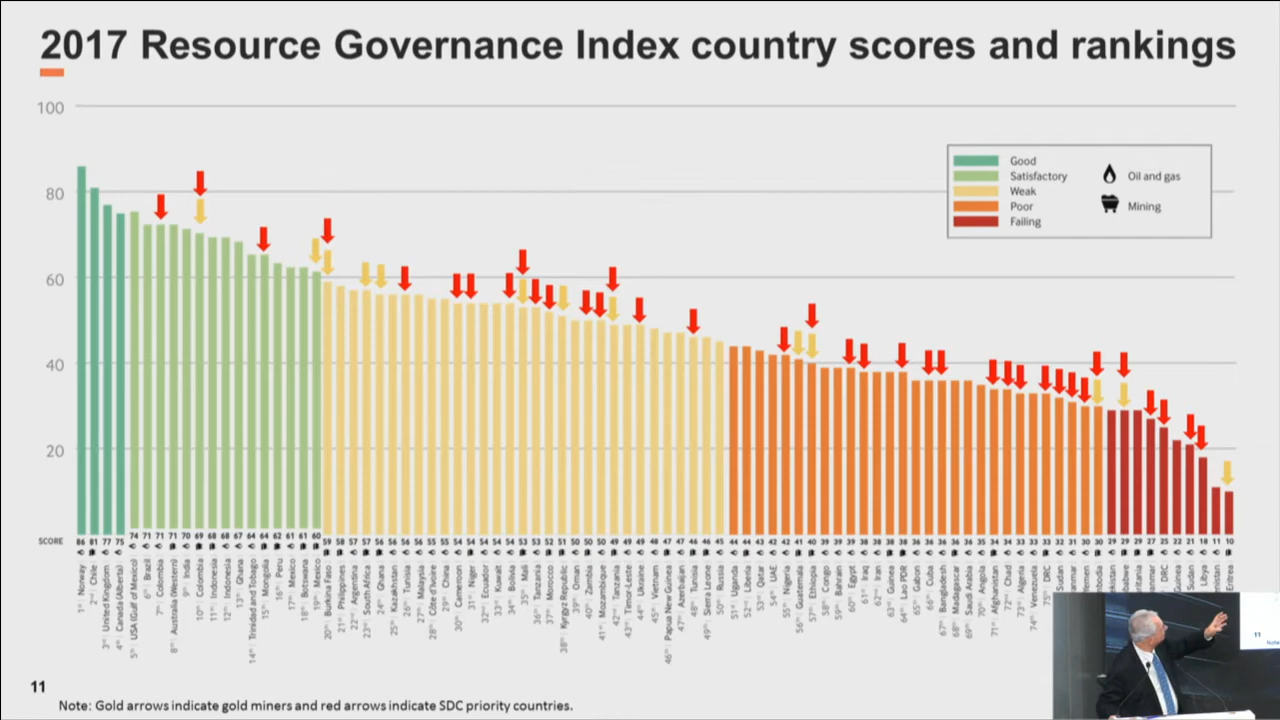 2017 Resource Governance Index country scores and rankings
100
80
60
40
20
Good
Satisfactory
Weak
Poor
Failing
Oil and gas
Mining
SCORE 86 81 77 75 74 71 71 71 70 69 68 68 67 64 64 62 61 61 60 59 58 57 57 56 56 56 56 55 55 54 54 54 54 54 53 53 52 51 50 50 50 49 49 49 48 47 47 46 46 45 44 44 43 42 42 41 40 39 39 39 38 38 38 38 36 36 36 36 36 35 34 34 33 33 33 32 31 30 30 29 29 29 27 25 22 21 18 11 10
1st Norway
2nd Chile
3rd United Kingdom
4th Canada (Alberta)
5th USA (Gulf of Mexico)
6th Brazil
7th Colombia
8th Australia (Western)
9th India
10th Colombia
11th Indonesia
12th Indonesia
13th Ghana
14th Trinidad and Tobago
15th Mongolia
16th Peru
17th Mexico
18th Botswana
19th Mexico
20th Burkina Faso
21st Philippines
22nd Argentina
23rd South Africa
24th Ghana
25th Kazakhstan
26th Tunisia
27th Malaysia
28th Côte d'Ivoire
29th China
30th Cameroon
31st Niger
32nd Ecuador
33rd Kuwait
34th Bolivia
35th Mali
36th Tanzania
37th Morocco
38th Kyrgyz Republic
39th Oman
40th Zambia
41st Mozambique
42nd Tanzania
43rd Timor-Leste
44th Ukraine
45th Vietnam
46th Papua New Guinea
47th Azerbaijan
48th Tunisia
49th Sierra Leone
50th Russia
51st Uganda
52nd Liberia
53rd Qatar
54th UAE
55th Nigeria
56th Guatemala
57th Ethiopia
58th Congo
59th Bahrain
60th Egypt
61st Iraq
62nd Iran
63rd Guinea
64th Lao PDR
65th Gabon
66th Cuba
67th Bangladesh
68th Madagascar
69th Saudi Arabia
70th Angola
71st
72nd Chad
73rd Algeria
74th Venezuela
75th DRC
Sudan
Yemen
DRC
Sudan
Libya
Eritrea
11
Note
11
Note: Gold arrows indicate gold miners and red arrows indicate SDC priority countries.